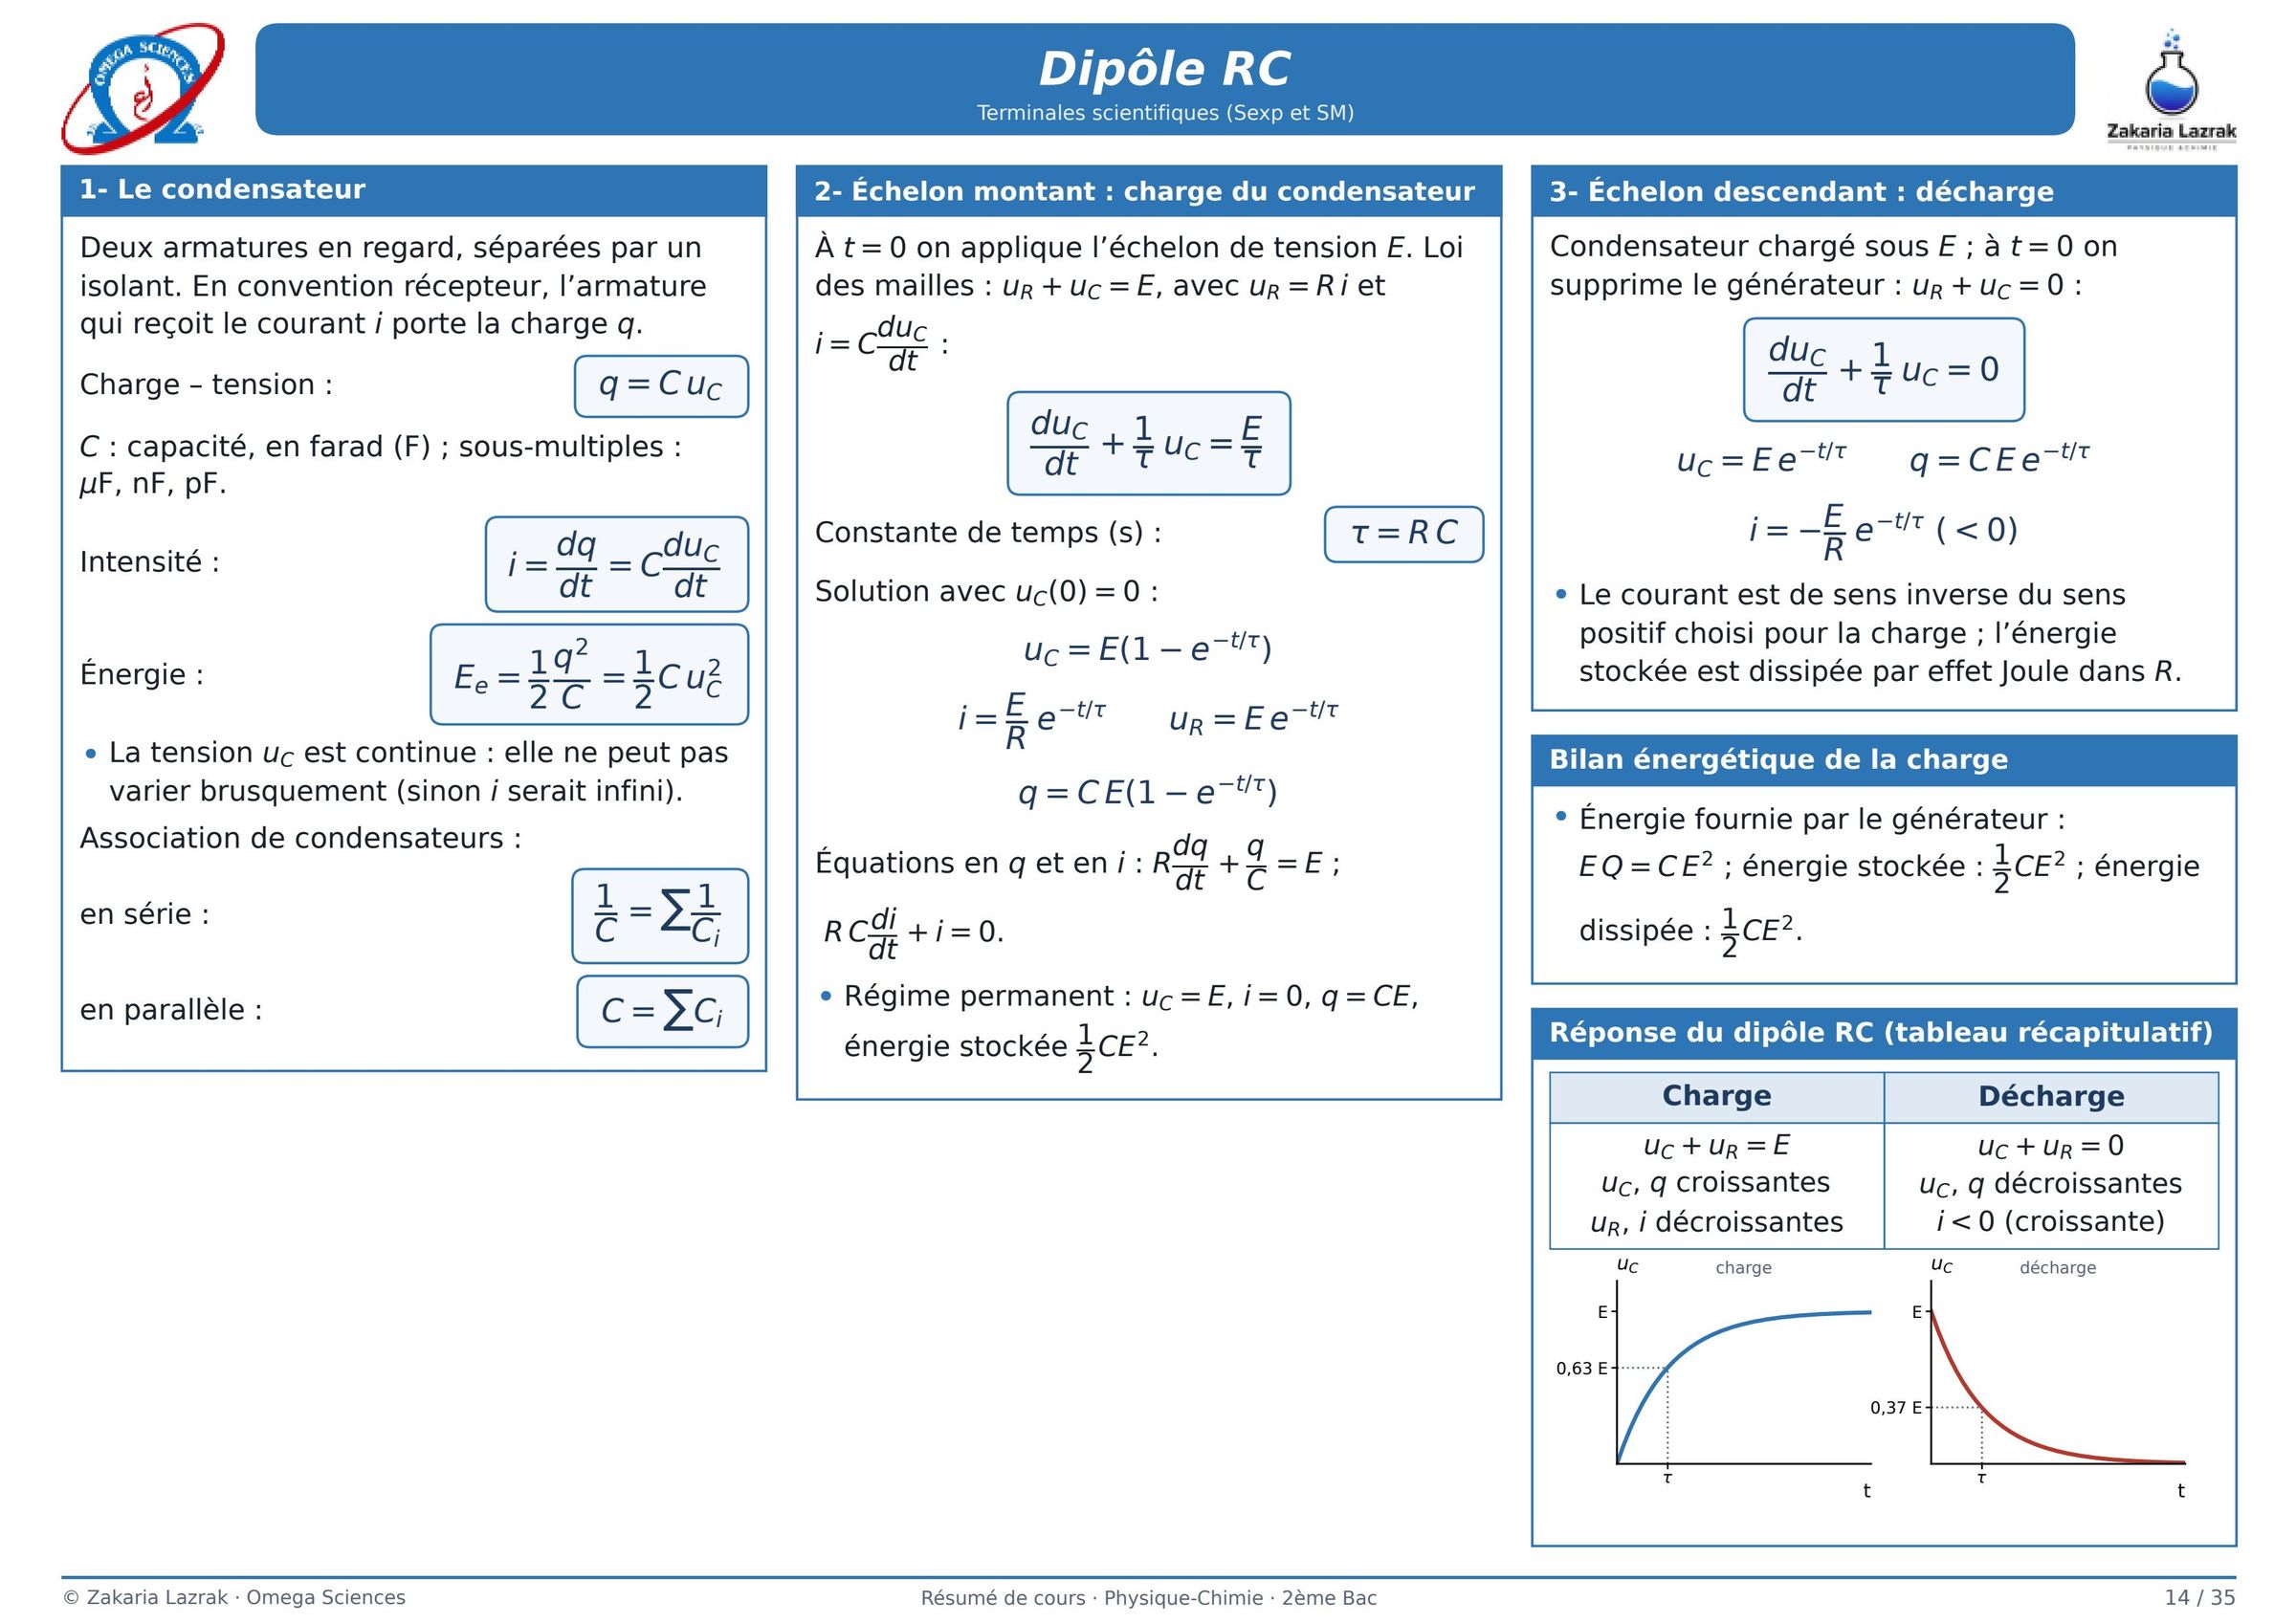 OMEGA SCIENCES
Dipôle RC
Terminales scientifiques (Sexp et SM)
Zakaria Lazrak
1- Le condensateur
Deux armatures en regard, séparées par un
isolant. En convention récepteur, l’armature
qui reçoit le courant i porte la charge q.
Charge – tension : q = C u_C
C : capacité, en farad (F) ; sous-multiples :
μF, nF, pF.
Intensité : i = dq/dt = C du_C/dt
Énergie : E_e = 1/2 q²/C = 1/2 C u_C²
• La tension u_C est continue : elle ne peut pas
varier brusquement (sinon i serait infini).
Association de condensateurs :
en série : 1/C = ∑ 1/C_i
en parallèle : C = ∑ C_i
2- Échelon montant : charge du condensateur
À t = 0 on applique l’échelon de tension E. Loi
des mailles : u_R + u_C = E, avec u_R = R i et
i = C du_C/dt :
du_C/dt + 1/τ u_C = E/τ
Constante de temps (s) : τ = R C
Solution avec u_C(0) = 0 :
u_C = E(1 − e^(−t/τ))
i = E/R e^(−t/τ) u_R = E e^(−t/τ)
q = C E(1 − e^(−t/τ))
Équations en q et en i : R dq/dt + q/C = E ;
R C di/dt + i = 0.
• Régime permanent : u_C = E, i = 0, q = CE,
énergie stockée 1/2 CE².
3- Échelon descendant : décharge
Condensateur chargé sous E ; à t = 0 on
supprime le générateur : u_R + u_C = 0 :
du_C/dt + 1/τ u_C = 0
u_C = E e^(−t/τ) q = C E e^(−t/τ)
i = −E/R e^(−t/τ) ( < 0)
• Le courant est de sens inverse du sens
positif choisi pour la charge ; l’énergie
stockée est dissipée par effet Joule dans R.
Bilan énergétique de la charge
• Énergie fournie par le générateur :
E Q = C E² ; énergie stockée : 1/2 CE² ; énergie
dissipée : 1/2 CE².
Réponse du dipôle RC (tableau récapitulatif)
Charge Décharge
u_C + u_R = E u_C + u_R = 0
u_C, q croissantes u_C, q décroissantes
u_R, i décroissantes i < 0 (croissante)
u_C charge u_C décharge
E E
0,63 E
0,37 E
τ τ
t t
© Zakaria Lazrak · Omega Sciences
Résumé de cours · Physique-Chimie · 2ème Bac
14 / 35